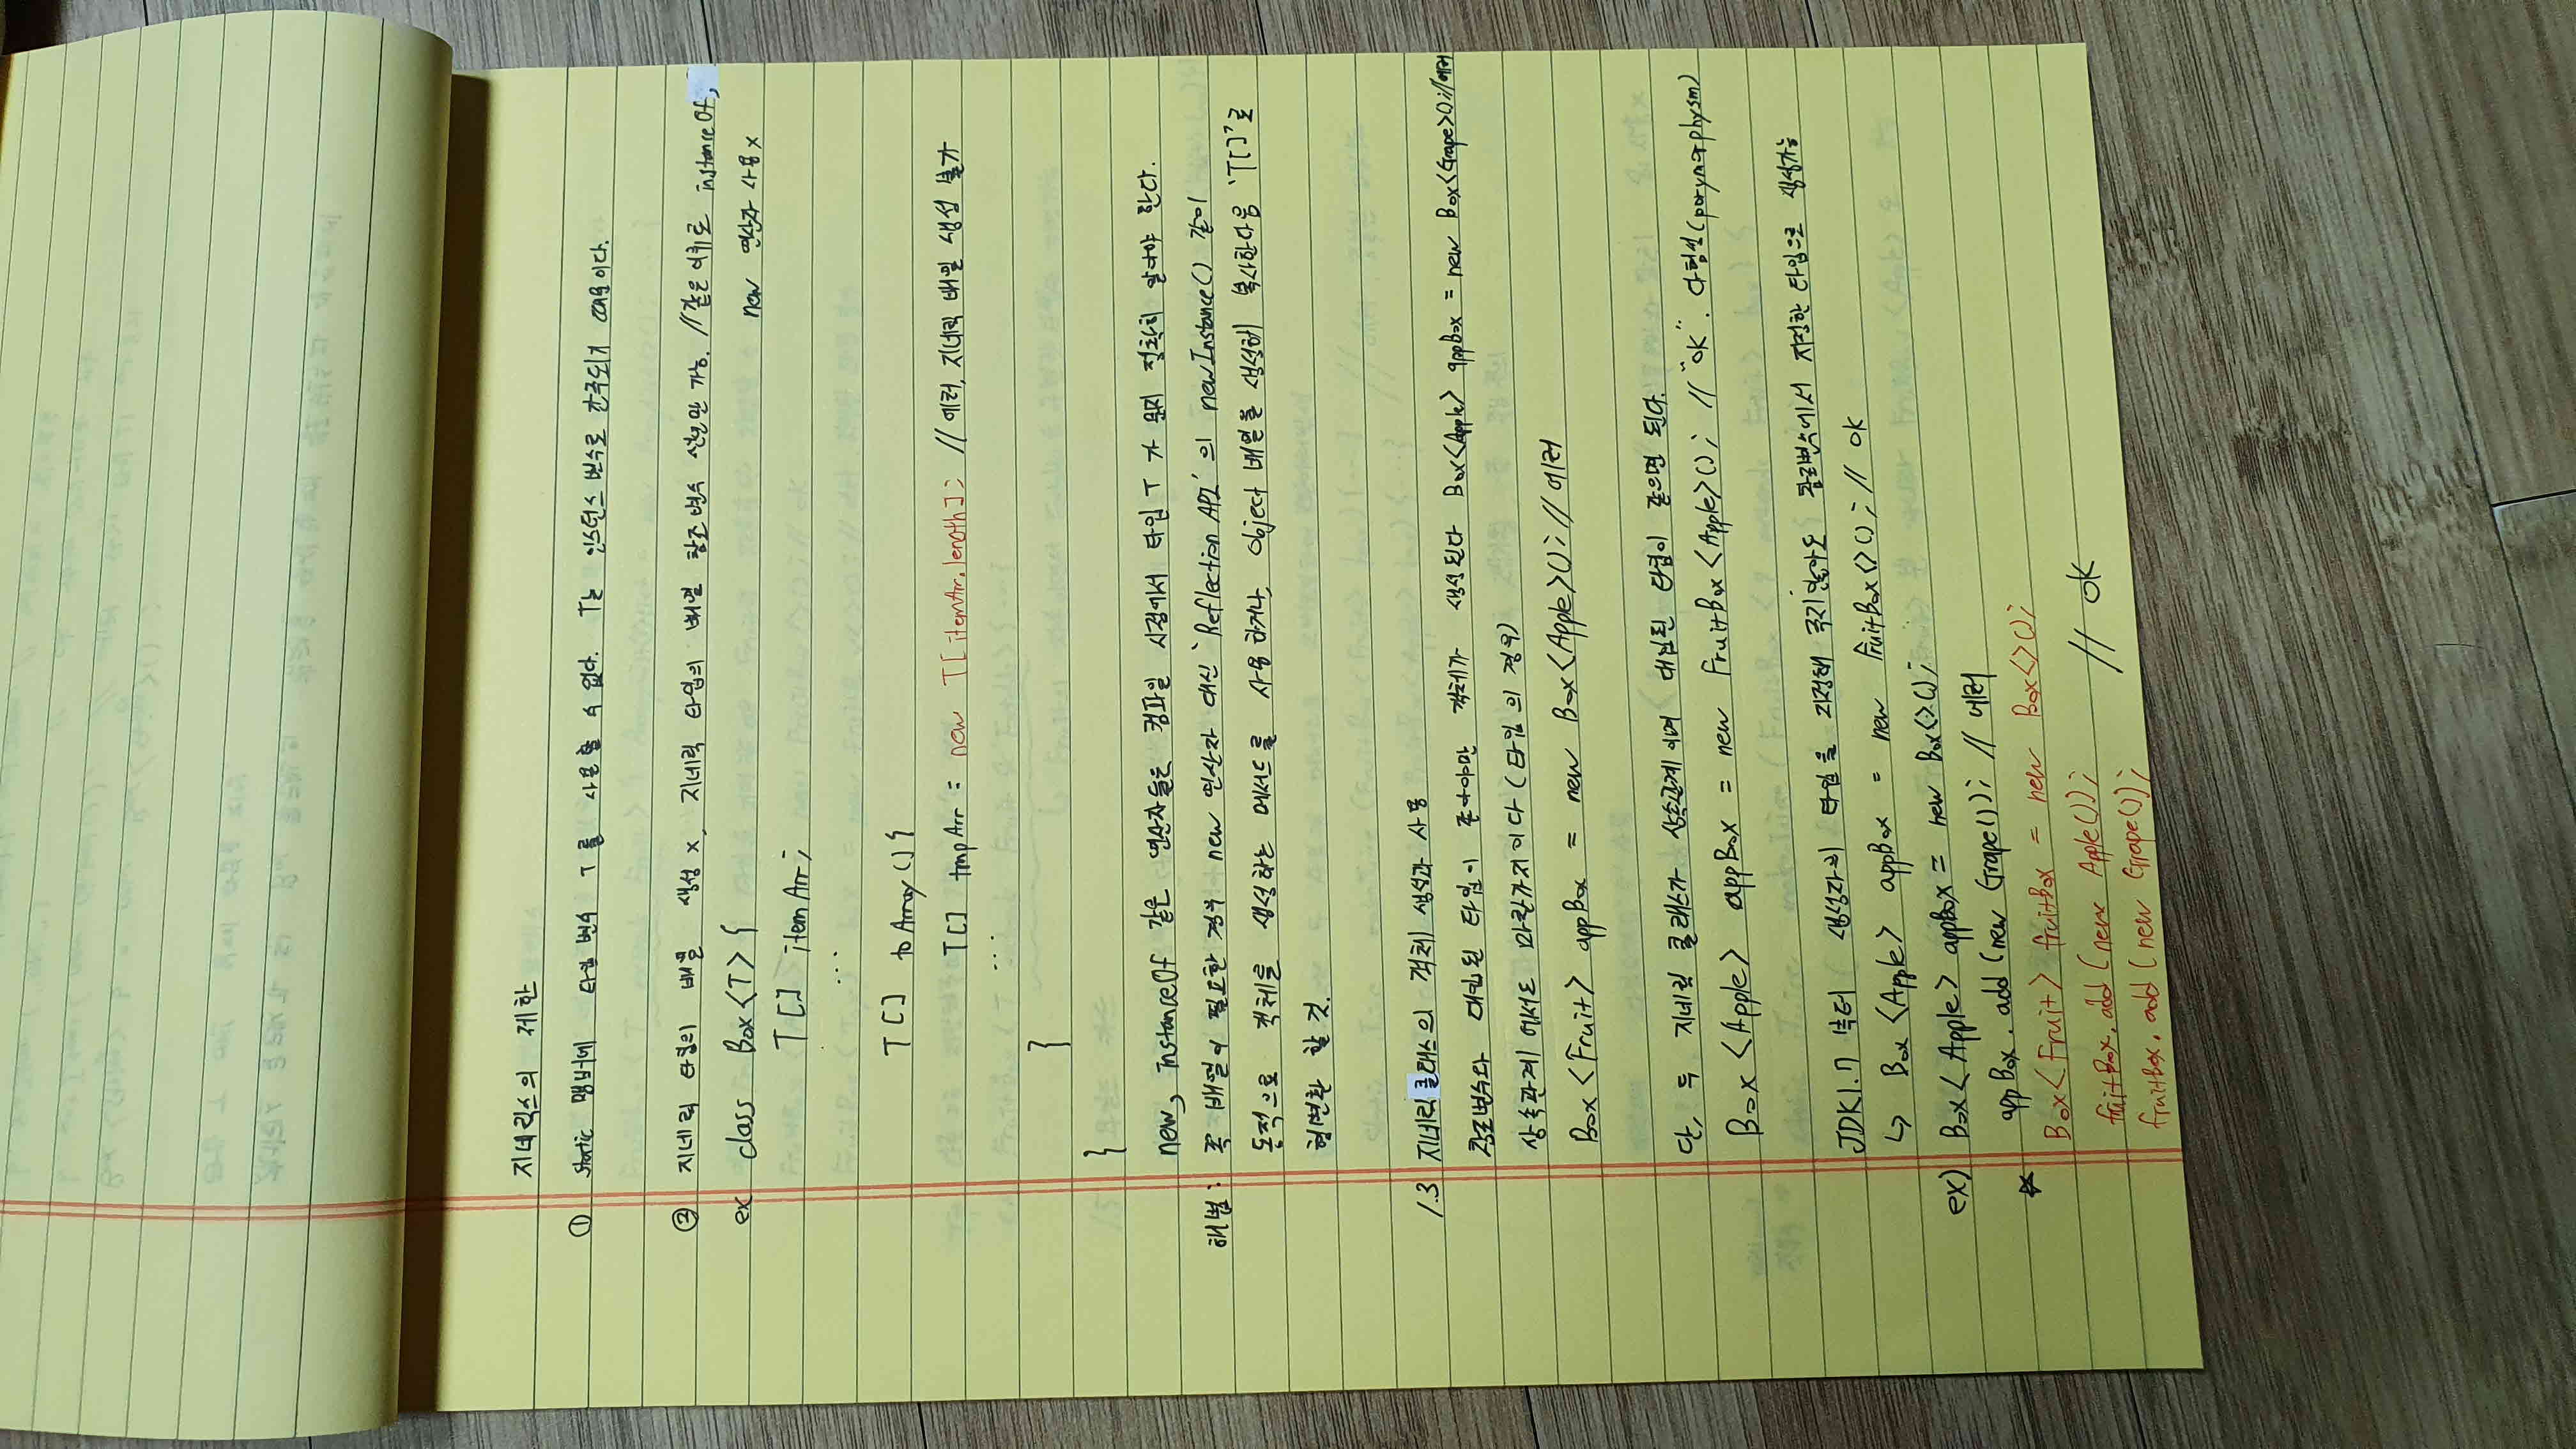 지네릭스의 제한
① static 멤버에 타입 변수 T를 사용할 수 없다. T는 인스턴스 변수로 간주되기 때문이다.
② 지네릭 타입의 배열 생성 x, 지네릭 타입의 배열 참조변수 선언만 가능. //같은 이유로 instanceOf,
new 연산자 사용 x
ex) class Box<T> {
T[] itemArr;
...
T[] toArray() {
T[] tmpArr = new T[itemArr.length]; // 에러, 지네릭 배열 생성 불가
...
}
}
new, instanceOf 같은 연산자들은 컴파일 시점에서 타입 T 가 뭔지 정확히 알아야 한다.
해법 : 꼭 배열이 필요한 경우 new 연산자 대신 'Reflection API' 의 newInstance() 같이
동적으로 객체를 생성하는 메서드를 사용하거나, Object 배열을 생성해 복사한다음 'T[]'로
형변환 할 것.
1.3 지네릭 클래스의 객체 생성과 사용
참조변수와 대입된 타입이 같아야만 객체가 생성된다 Box<Apple> appBox = new Box<Grape>(); //에러
상속관계에서도 마찬가지이다 (타입의 경우)
Box<Fruit> appBox = new Box<Apple>(); // 에러
단, 두 지네릭 클래스가 상속관계이며 대입된 타입이 같으면 된다.
Box<Apple> appBox = new FruitBox<Apple>(); // "OK". 다형성(porymorphysm)
JDK1.7 부터 생성자의 타입을 지정해 주지않아도 참조변수에서 지정한 타입으로 생성가능
↳ Box<Apple> appBox = new FruitBox<>(); // OK
ex) Box<Apple> appBox = new Box<>();
appBox.add(new Grape()); // 에러
☆ Box<Fruit> fruitBox = new Box<>();
fruitBox.add(new Apple()); // OK
fruitBox.add(new Grape());